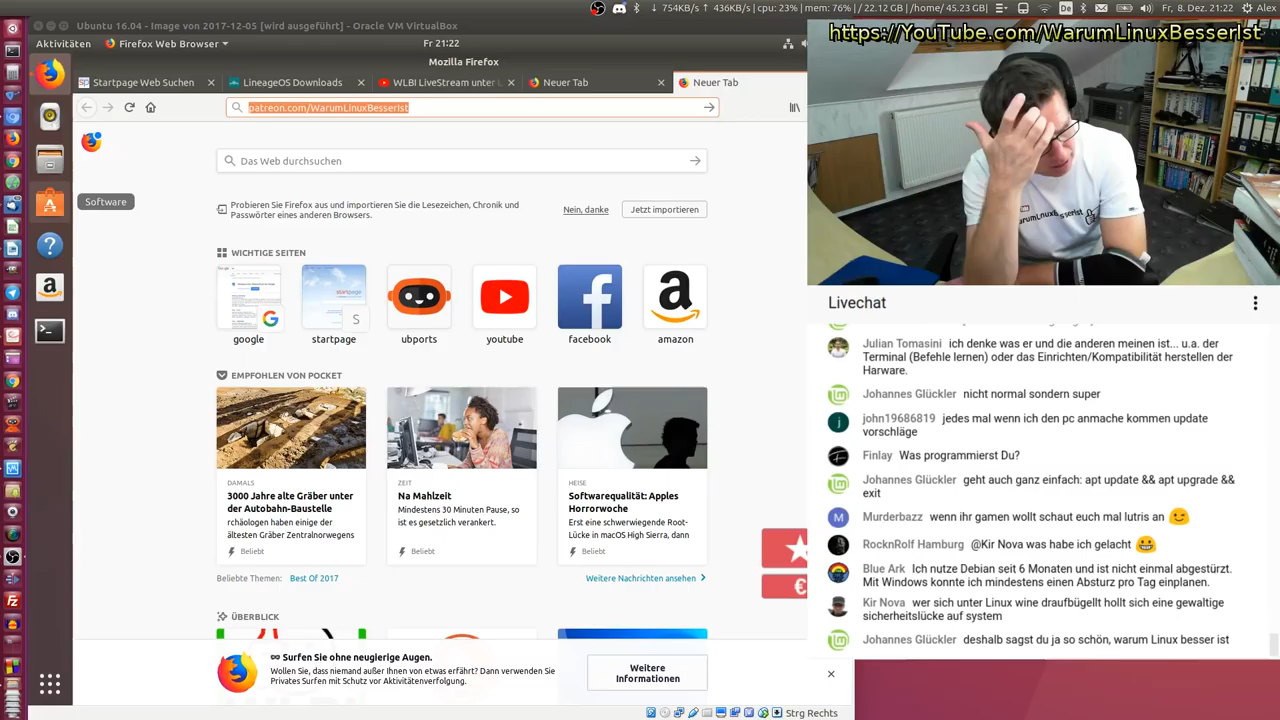 Ubuntu 16.04 - Image von 2017-12-05 [wird ausgeführt] - Oracle VM VirtualBox
754KB/s ↑ 436KB/s
cpu: 23% mem: 76%
22.12 GB
/home/45.23 GB
De
Fr, 8. Dez, 21:22
Alex
Aktivitäten
Firefox Web Browser
Fr 21:22
Mozilla Firefox
Startpage Web Suchen
LineageOS Downloads
WLBI LiveStream unter L
Neuer Tab
Neuer Tab
patreon.com/WarumLinuxBesserIst
Das Web durchsuchen
Software
Probieren Sie Firefox aus und importieren Sie die Lesezeichen, Chronik und
Passwörter eines anderen Browsers.
Nein, danke
Jetzt importieren
WICHTIGE SEITEN
S
google
startpage
ubports
youtube
facebook
amazon
EMPFOHLEN VON POCKET
DAMALS
3000 Jahre alte Gräber unter
der Autobahn-Baustelle
rchäologen haben einige der
ältesten Gräber Zentralnorwegens
Beliebt
ZEIT
Na Mahlzeit
Mindestens 30 Minuten Pause, so
ist es gesetzlich verankert.
Beliebt
HEISE
Softwarequalität: Apples
Horrorwoche
Erst eine schwerwiegende Root-
Lücke in macOS High Sierra, dann
Beliebt
Beliebte Themen:
Best Of 2017
Weitere Nachrichten ansehen
ÜBERBLICK
Surfen Sie ohne neugierige Augen.
Wollen Sie, dass niemand außer Ihnen von etwas erfährt? Dann verwenden Sie
Privates Surfen mit Schutz vor Aktivitätenverfolgung.
Weitere
Informationen
Strg Rechts
https://YouTube.com/WarumLinuxBesserIst
Livechat
Julian Tomasini ich denke was er und die anderen meinen ist... u.a. der
Terminal (Befehle lernen) oder das Einrichten/Kompatibilität herstellen der
Harware.
Johannes Glückler nicht normal sondern super
john19686819 jedes mal wenn ich den pc anmache kommen update
vorschläge
Finlay Was programmierst Du?
Johannes Glückler geht auch ganz einfach: apt update && apt upgrade &&
exit
Murderbazz wenn ihr gamen wollt schaut euch mal lutris an
RocknRolf Hamburg @Kir Nova was habe ich gelacht
Blue Ark Ich nutze Debian seit 6 Monaten und ist nicht einmal abgestürzt.
Mit Windows konnte ich mindestens einen Absturz pro Tag einplanen.
Kir Nova wer sich unter Linux wine draufbügellt hollt sich eine gewaltige
sicherheitslücke auf system
Johannes Glückler deshalb sagst du ja so schön, warum Linux besser ist